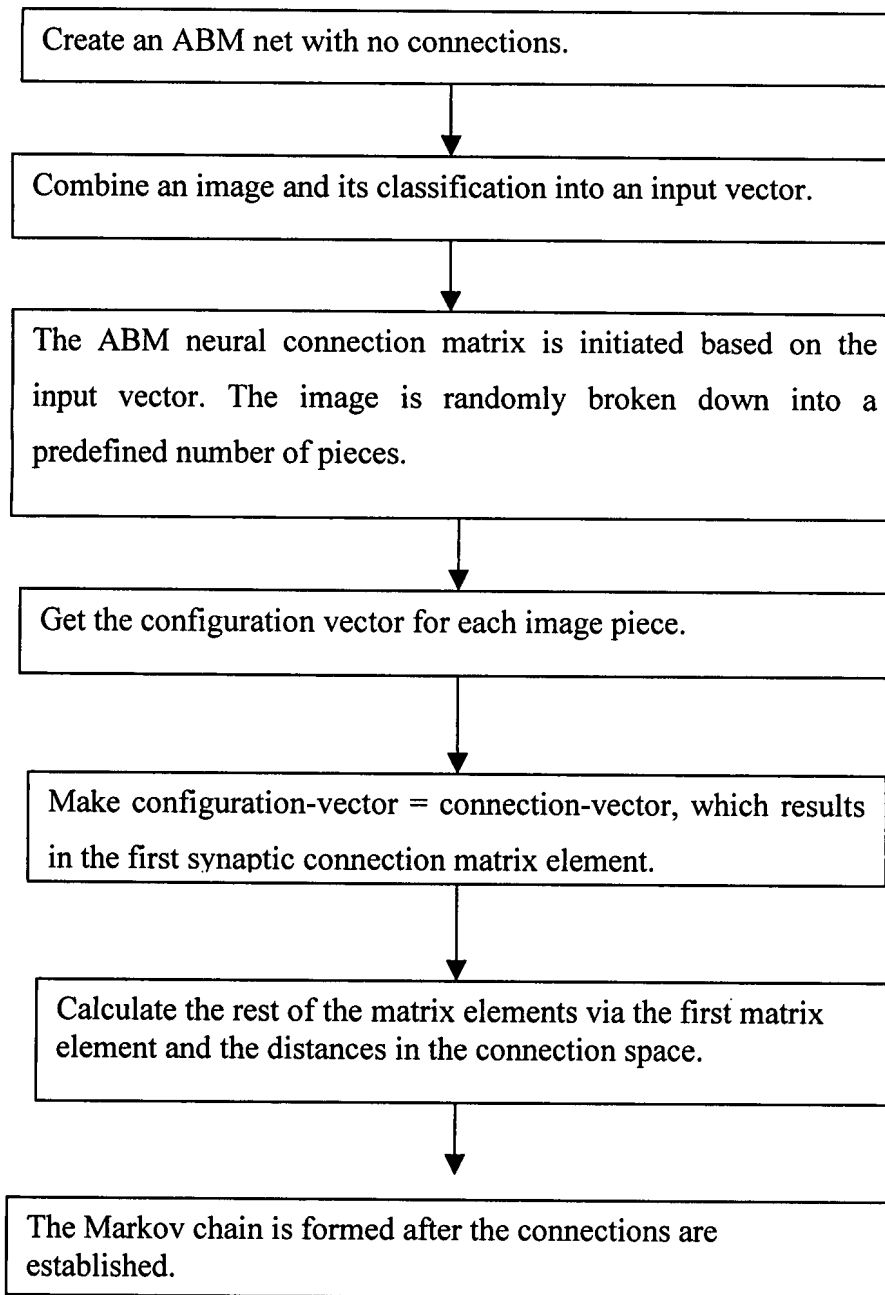 Create an ABM net with no connections.
Combine an image and its classification into an input vector.
The ABM neural connection matrix is initiated based on the
input vector. The image is randomly broken down into a
predefined number of pieces.
Get the configuration vector for each image piece.
Make configuration-vector = connection-vector, which results
in the first synaptic connection matrix element.
Calculate the rest of the matrix elements via the first matrix
element and the distances in the connection space.
The Markov chain is formed after the connections are
established.